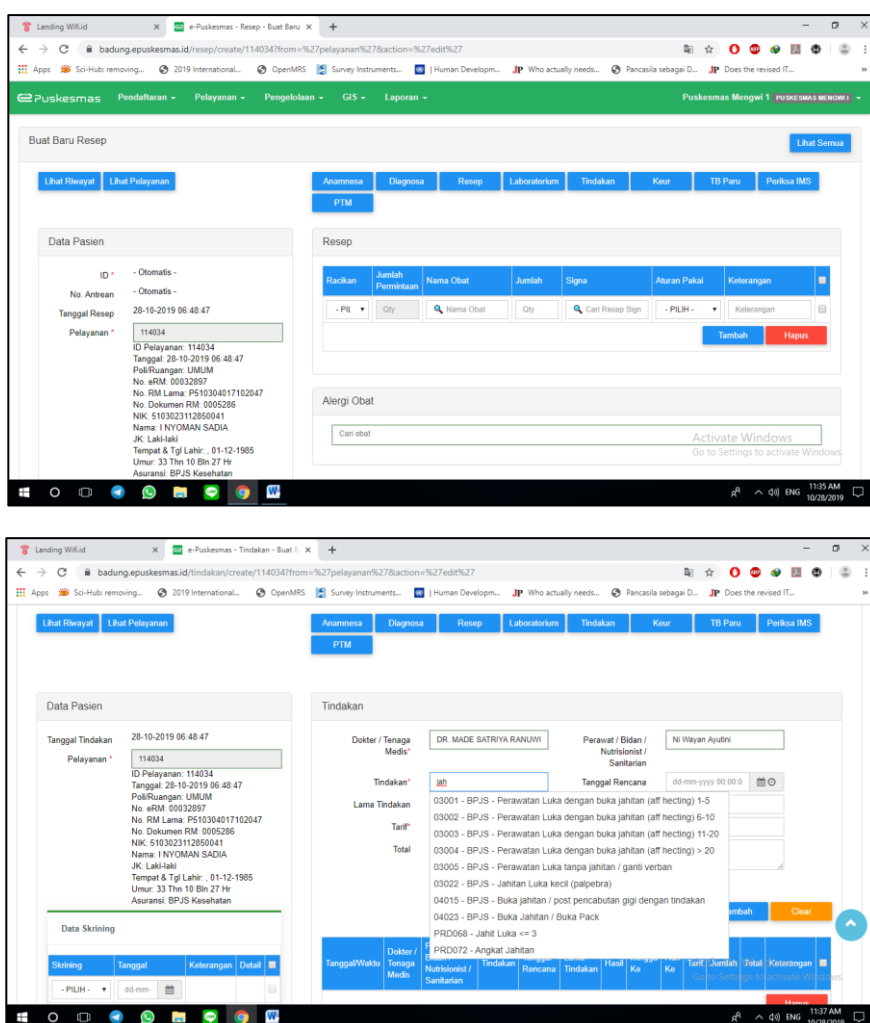 Landing Wifi.id
e-Puskesmas - Resep - Buat Baru
badung.epuskesmas.id/resep/create/114034?from=%27pelayanan%27&action=%27edit%27
Apps Sci-Hub: removing... 2019 International... OpenMRS Survey Instruments... | Human Developm... Who actually needs... Pancasila sebagai D... Does the revised IT...
ePuskesmas Pendaftaran Pelayanan Pengelolaan GIS Laporan Puskesmas Mengwi 1 PUSKESMAS MENGWI I
Buat Baru Resep Lihat Semua
Lihat Riwayat Lihat Pelayanan Anamnesa Diagnosa Resep Laboratorium Tindakan Keur TB Paru Periksa IMS
PTM
Data Pasien
ID * - Otomatis -
No. Antrean - Otomatis -
Tanggal Resep 28-10-2019 06:48:47
Pelayanan * 114034
ID Pelayanan: 114034
Tanggal: 28-10-2019 06:48:47
Poli/Ruangan: UMUM
No. eRM: 00032897
No. RM Lama: P510304017102047
No. Dokumen RM: 0005286
NIK: 5103023112850041
Nama: I NYOMAN SADIA
JK: Laki-laki
Tempat & Tgl Lahir: , 01-12-1985
Umur: 33 Thn 10 Bln 27 Hr
Asuransi: BPJS Kesehatan
Resep
Racikan Jumlah Permintaan Nama Obat Jumlah Signa Aturan Pakai Keterangan
- PIL Qty Nama Obat Qty Cari Resep Sign - PILIH - Keterangan
Tambah Hapus
Alergi Obat
Cari obat
Activate Windows
Go to Settings to activate Windows.
ENG 11:35 AM
10/28/2019
Landing Wifi.id
e-Puskesmas - Tindakan - Buat B
badung.epuskesmas.id/tindakan/create/114034?from=%27pelayanan%27&action=%27edit%27
Apps Sci-Hub: removing... 2019 International... OpenMRS Survey Instruments... | Human Developm... Who actually needs... Pancasila sebagai D... Does the revised IT...
Lihat Riwayat Lihat Pelayanan Anamnesa Diagnosa Resep Laboratorium Tindakan Keur TB Paru Periksa IMS
PTM
Data Pasien
Tanggal Tindakan 28-10-2019 06:48:47
Pelayanan * 114034
ID Pelayanan: 114034
Tanggal: 28-10-2019 06:48:47
Poli/Ruangan: UMUM
No. eRM: 00032897
No. RM Lama: P510304017102047
No. Dokumen RM: 0005286
NIK: 5103023112850041
Nama: I NYOMAN SADIA
JK: Laki-laki
Tempat & Tgl Lahir: , 01-12-1985
Umur: 33 Thn 10 Bln 27 Hr
Asuransi: BPJS Kesehatan
Data Skrining
Skrining Tanggal Keterangan Detail
- PILIH - dd-mm-
Tindakan
Dokter / Tenaga Medis* DR. MADE SATRIYA RANUWI Perawat / Bidan / Nutrisionist / Sanitarian Ni Wayan Ayutini
Tindakan* jah Tanggal Rencana dd-mm-yyyy 00:00:0
Lama Tindakan
Tarif*
Total
03001 - BPJS - Perawatan Luka dengan buka jahitan (aff hecting) 1-5
03002 - BPJS - Perawatan Luka dengan buka jahitan (aff hecting) 6-10
03003 - BPJS - Perawatan Luka dengan buka jahitan (aff hecting) 11-20
03004 - BPJS - Perawatan Luka dengan buka jahitan (aff hecting) > 20
03005 - BPJS - Perawatan Luka tanpa jahitan / ganti verban
03022 - BPJS - Jahitan Luka kecil (palpebra)
04015 - BPJS - Buka jahitan / post pencabutan gigi dengan tindakan
04023 - BPJS - Buka Jahitan / Buka Pack
PRD068 - Jahit Luka <= 3
PRD072 - Angkat Jahitan
mbah Clear
Tanggal/Waktu Dokter / Tenaga Medis Nutrisionist / Sanitarian Tindakan Rencana Tindakan Hasil Ke Ke Tarif Jumlah Total Keterangan
Go to Settings to activate Windows.
Hapus
ENG 11:37 AM
10/28/2019